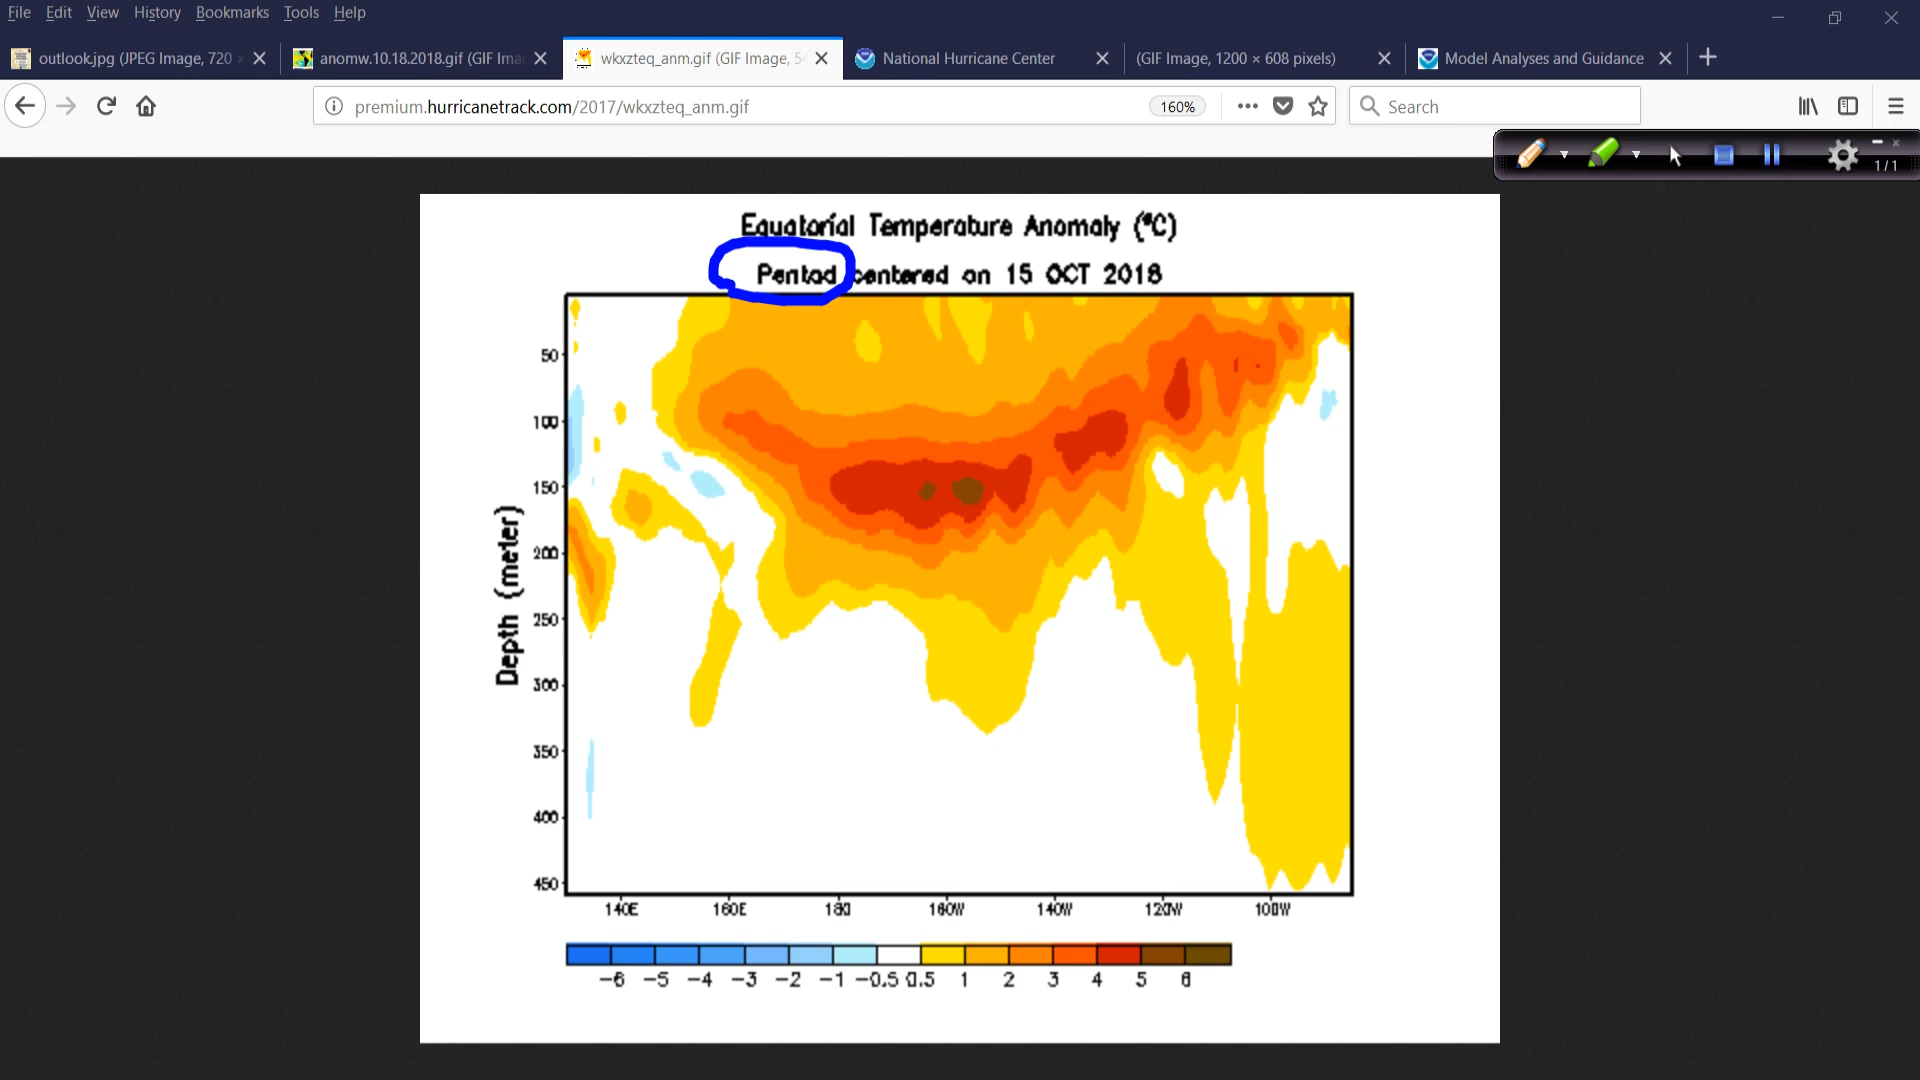 File Edit View History Bookmarks Tools Help
outlook.jpg (JPEG Image, 720 ×
anomw.10.18.2018.gif (GIF Ima
wkxzteq_anm.gif (GIF Image, 54
National Hurricane Center
(GIF Image, 1200 × 608 pixels)
Model Analyses and Guidance
premium.hurricanetrack.com/2017/wkxzteq_anm.gif
160%
Search
1/1
Equatorial Temperature Anomaly (°C)
Pentad centered on 15 OCT 2018
Depth (meter)
50
100
150
200
250
300
350
400
450
140E 160E 180 160W 140W 120W 100W
-6 -5 -4 -3 -2 -1 -0.5 0.5 1 2 3 4 5 6